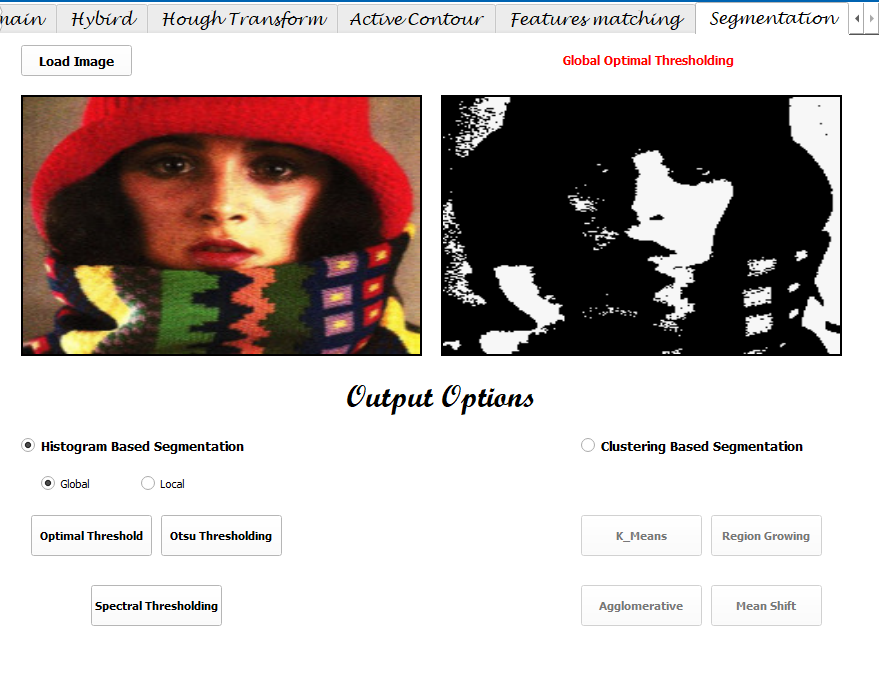 Hybird Hough Transform Active Contour Features matching Segmentation
Load Image Global Optimal Thresholding
Output Options
Histogram Based Segmentation Clustering Based Segmentation
Global Local
Optimal Threshold Otsu Thresholding K_Means Region Growing
Spectral Thresholding Agglomerative Mean Shift